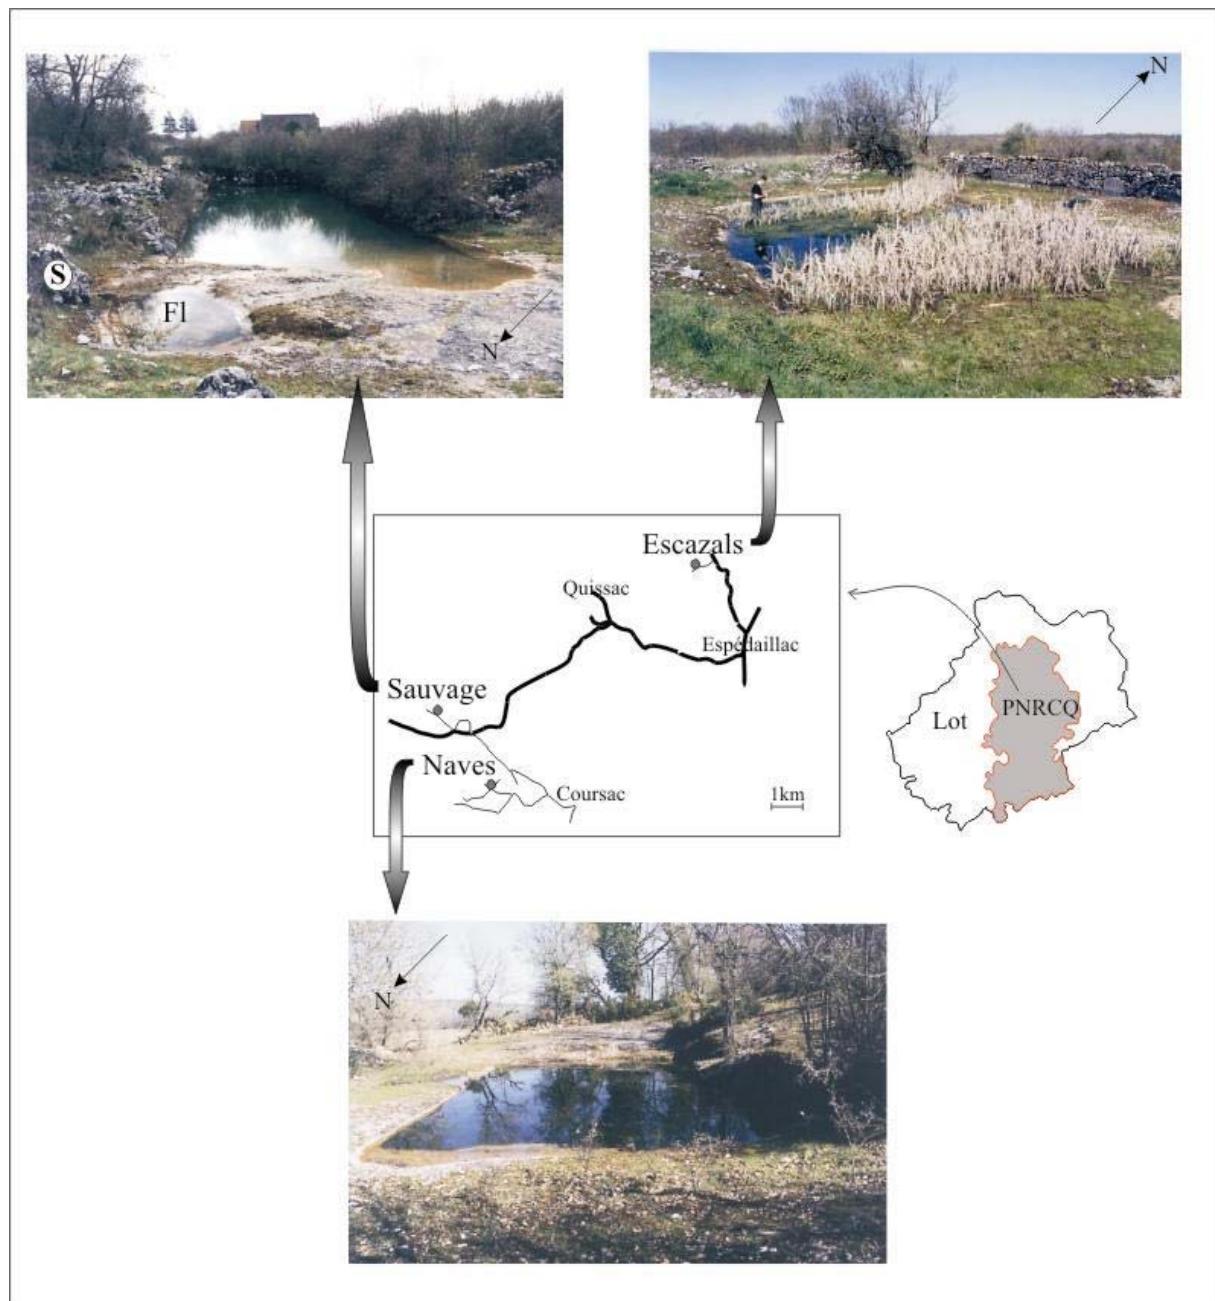 N
S
Fl
N
Escazals
Quissac
Espédaillac
Sauvage
Lot
PNRCQ
Naves
Coursac
1km
N